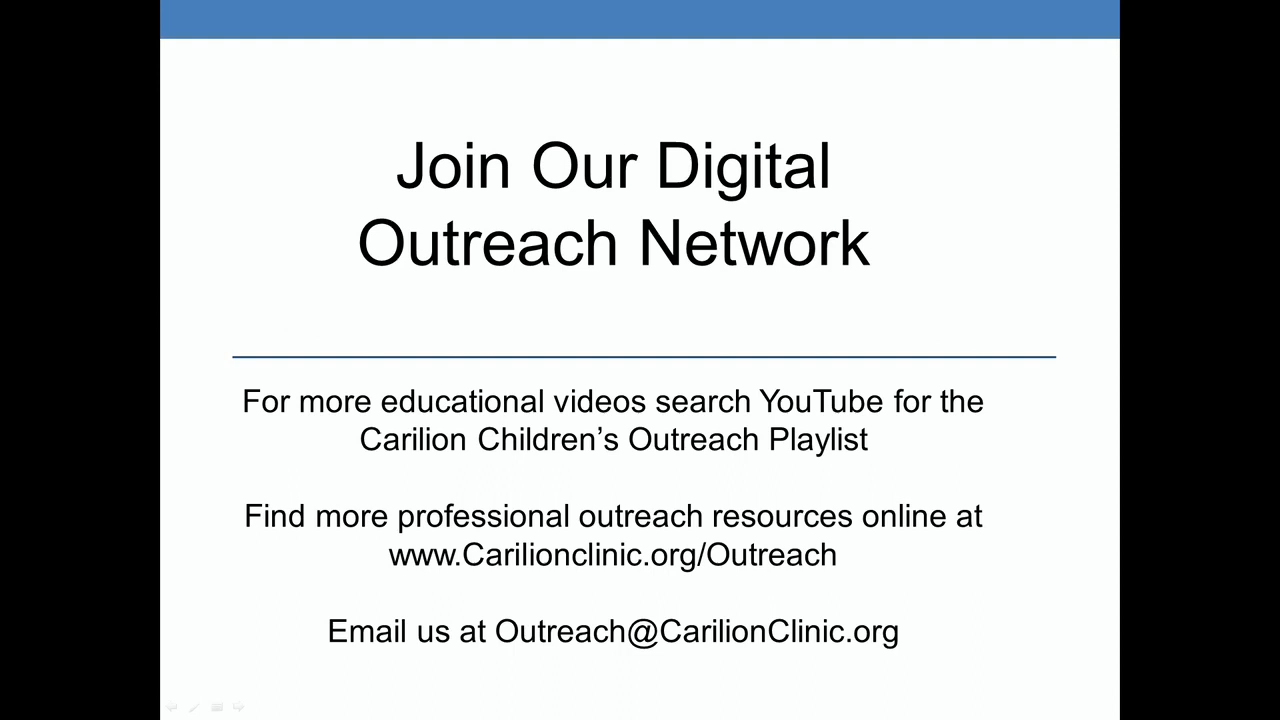 Join Our Digital
Outreach Network
For more educational videos search YouTube for the
Carilion Children’s Outreach Playlist
Find more professional outreach resources online at
www.Carilionclinic.org/Outreach
Email us at Outreach@CarilionClinic.org